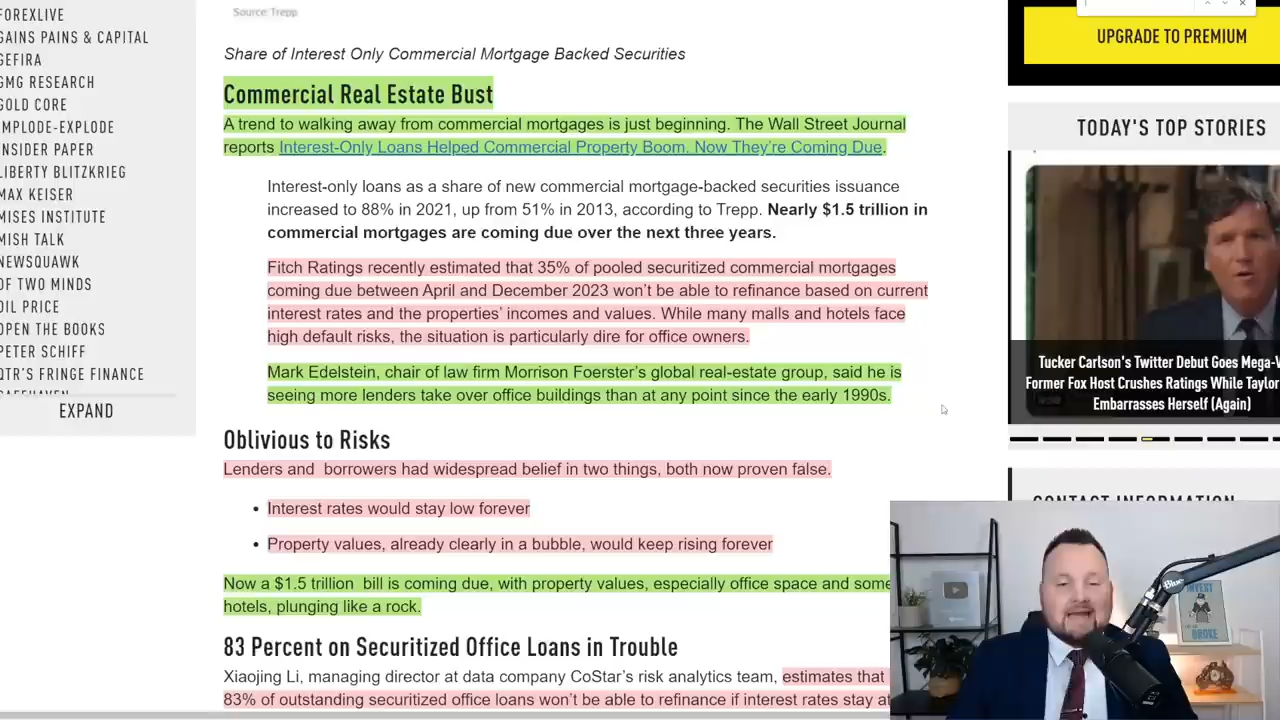 FOREXLIVE
GAINS PAINS & CAPITAL
GEFIRA
GMG RESEARCH
GOLD CORE
IMPLODE-EXPLODE
INSIDER PAPER
LIBERTY BLITZKRIEG
MAX KEISER
MISES INSTITUTE
MISH TALK
NEWSQUAWK
OF TWO MINDS
OIL PRICE
OPEN THE BOOKS
PETER SCHIFF
QTR'S FRINGE FINANCE
EXPAND
Source: Trepp
Share of Interest Only Commercial Mortgage Backed Securities
Commercial Real Estate Bust
A trend to walking away from commercial mortgages is just beginning. The Wall Street Journal
reports Interest-Only Loans Helped Commercial Property Boom. Now They're Coming Due.
Interest-only loans as a share of new commercial mortgage-backed securities issuance
increased to 88% in 2021, up from 51% in 2013, according to Trepp. Nearly $1.5 trillion in
commercial mortgages are coming due over the next three years.
Fitch Ratings recently estimated that 35% of pooled securitized commercial mortgages
coming due between April and December 2023 won't be able to refinance based on current
interest rates and the properties' incomes and values. While many malls and hotels face
high default risks, the situation is particularly dire for office owners.
Mark Edelstein, chair of law firm Morrison Foerster's global real-estate group, said he is
seeing more lenders take over office buildings than at any point since the early 1990s.
Oblivious to Risks
Lenders and borrowers had widespread belief in two things, both now proven false.
• Interest rates would stay low forever
• Property values, already clearly in a bubble, would keep rising forever
Now a $1.5 trillion bill is coming due, with property values, especially office space and some
hotels, plunging like a rock.
83 Percent on Securitized Office Loans in Trouble
Xiaojing Li, managing director at data company CoStar's risk analytics team, estimates that
83% of outstanding securitized office loans won't be able to refinance if interest rates stay at
UPGRADE TO PREMIUM
TODAY'S TOP STORIES
Tucker Carlson's Twitter Debut Goes Mega-V
Former Fox Host Crushes Ratings While Taylor
Embarrasses Herself (Again)
CONTACT INFORMATION
Blue
INVEST
BROKE